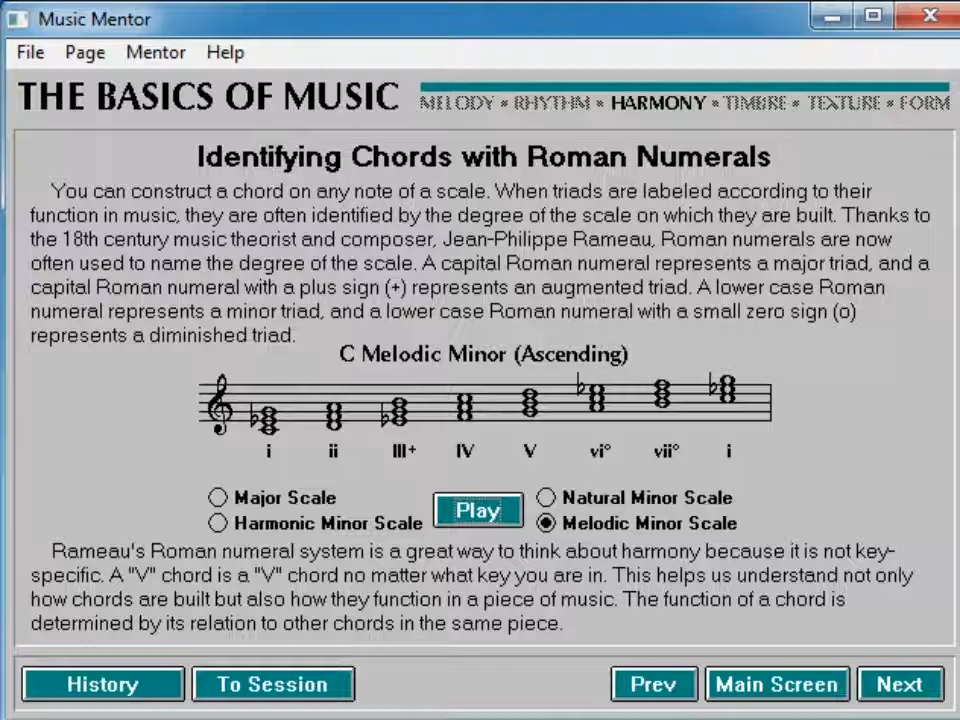 Music Mentor
File Page Mentor Help
THE BASICS OF MUSIC
MELODY * RHYTHM * HARMONY * TIMBRE * TEXTURE * FORM
Identifying Chords with Roman Numerals
You can construct a chord on any note of a scale. When triads are labeled according to their
function in music, they are often identified by the degree of the scale on which they are built. Thanks to
the 18th century music theorist and composer, Jean-Philippe Rameau, Roman numerals are now
often used to name the degree of the scale. A capital Roman numeral represents a major triad, and a
capital Roman numeral with a plus sign (+) represents an augmented triad. A lower case Roman
numeral represents a minor triad, and a lower case Roman numeral with a small zero sign (o)
represents a diminished triad.
C Melodic Minor (Ascending)
i ii III+ IV V vi° vii° i
Major Scale
Harmonic Minor Scale
Play
Natural Minor Scale
Melodic Minor Scale
Rameau's Roman numeral system is a great way to think about harmony because it is not key-
specific. A "V" chord is a "V" chord no matter what key you are in. This helps us understand not only
how chords are built but also how they function in a piece of music. The function of a chord is
determined by its relation to other chords in the same piece.
History To Session Prev Main Screen Next